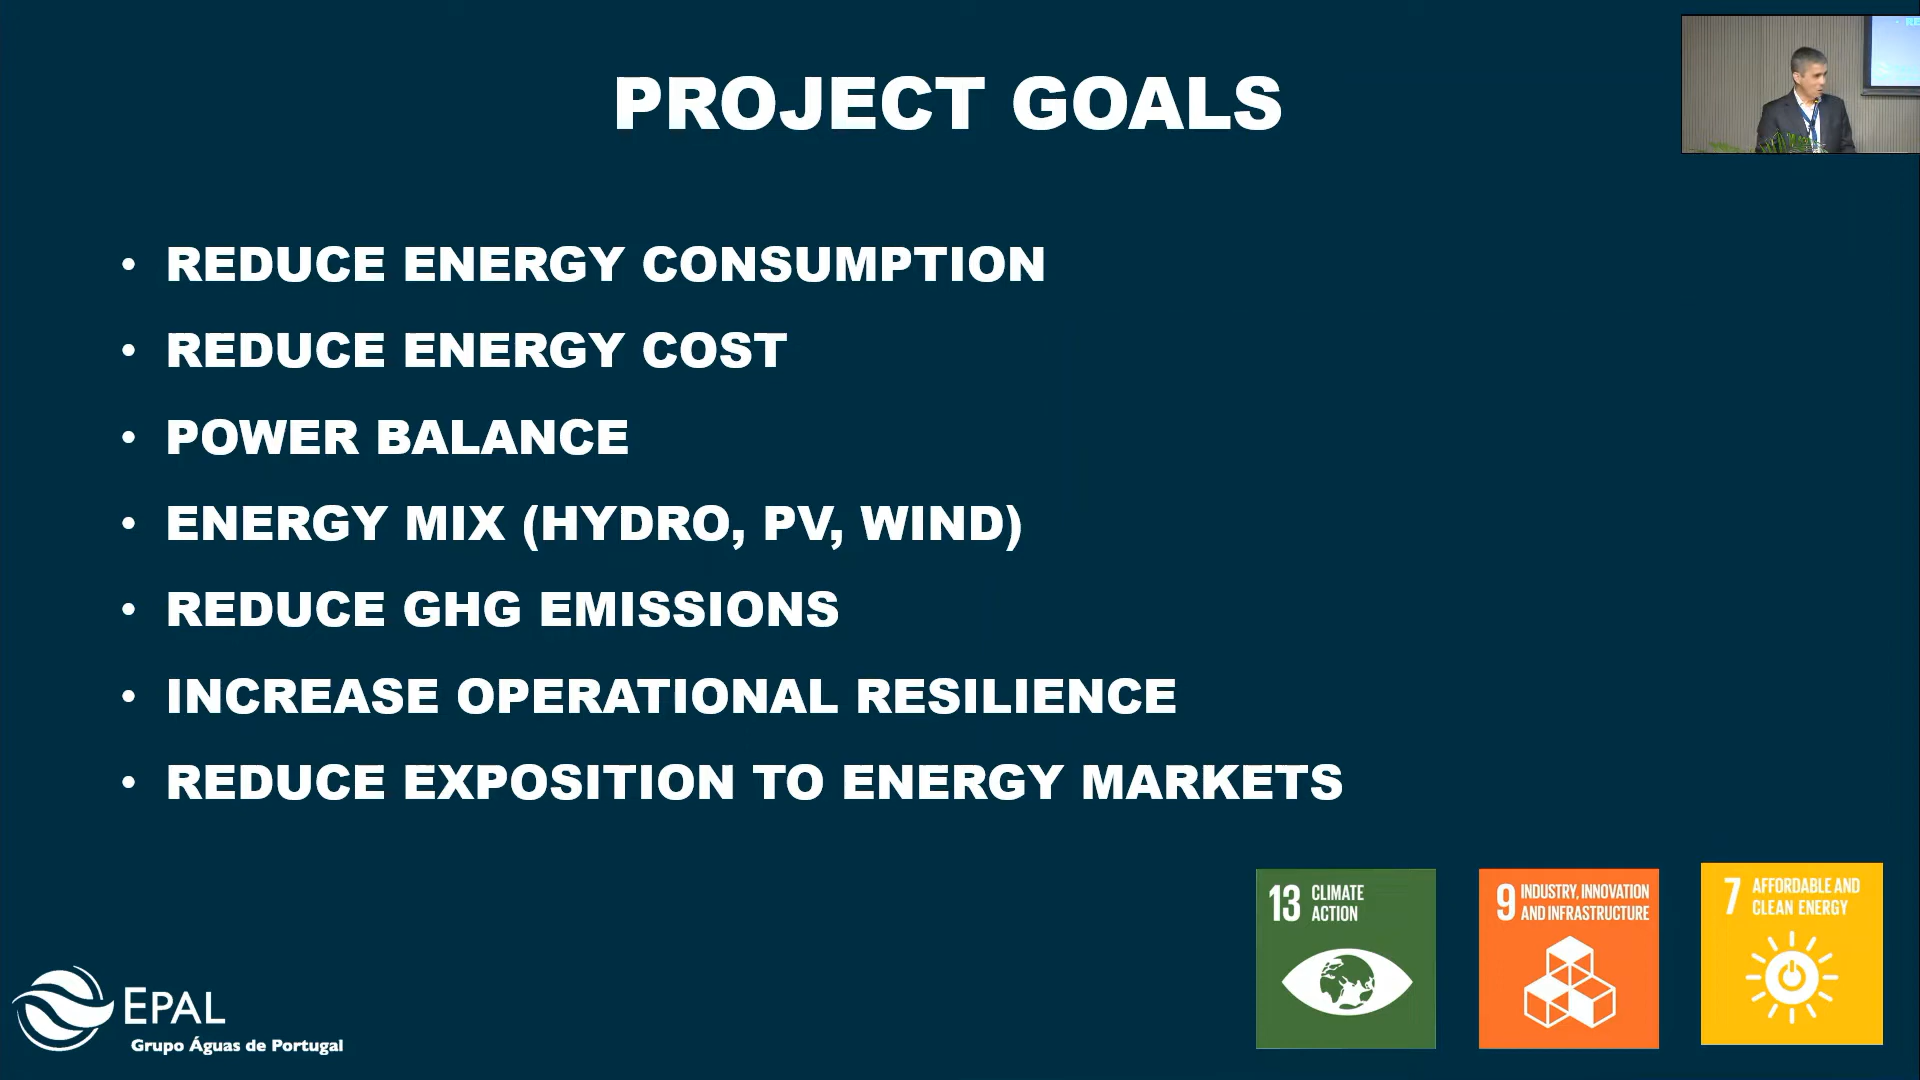 PROJECT GOALS
• REDUCE ENERGY CONSUMPTION
• REDUCE ENERGY COST
• POWER BALANCE
• ENERGY MIX (HYDRO, PV, WIND)
• REDUCE GHG EMISSIONS
• INCREASE OPERATIONAL RESILIENCE
• REDUCE EXPOSITION TO ENERGY MARKETS
13 CLIMATE
ACTION
9 INDUSTRY, INNOVATION
AND INFRASTRUCTURE
7 AFFORDABLE AND
CLEAN ENERGY
EPAL
Grupo Águas de Portugal